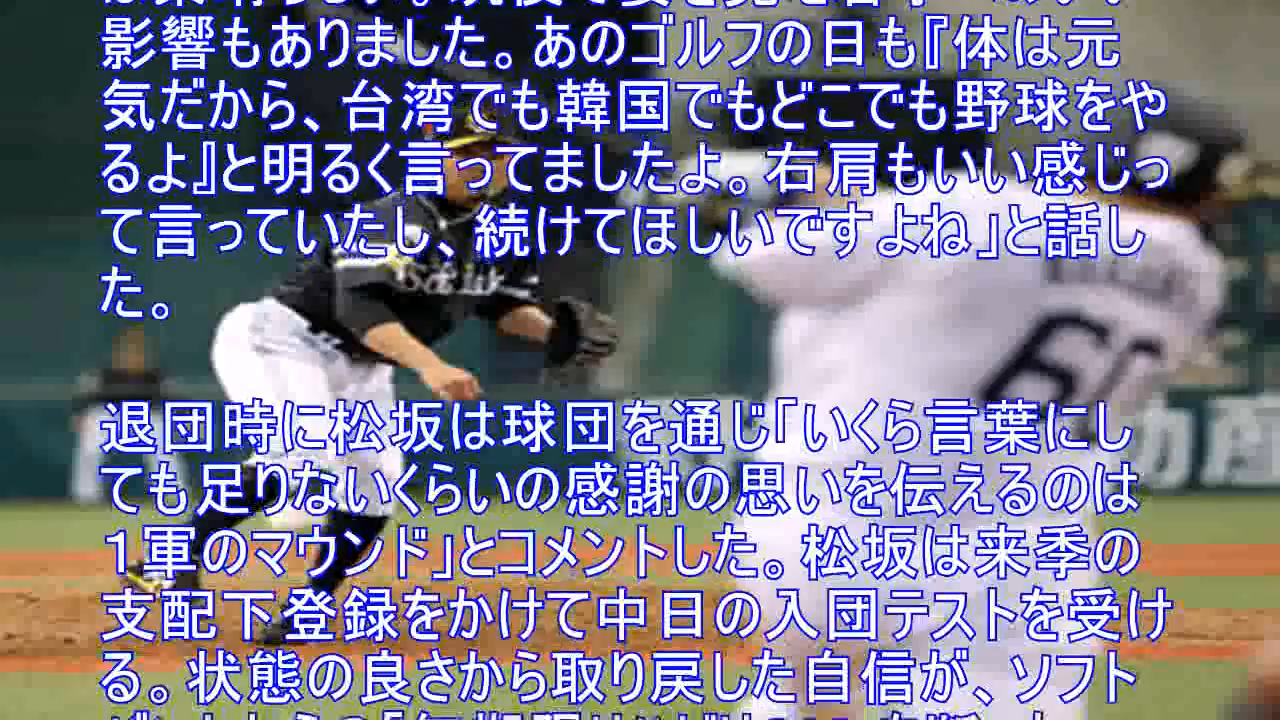 影響もありました。あのゴルフの日も『体は元
気だから、台湾でも韓国でもどこでも野球をや
るよ』と明るく言ってましたよ。右肩もいい感じっ
て言っていたし、続けてほしいですよね」と話し
た。
退団時に松坂は球団を通じ「いくら言葉にし
ても足りないくらいの感謝の思いを伝えるのは
１軍のマウンド」とコメントした。松坂は来季の
支配下登録をかけて中日の入団テストを受け
る。状態の良さから取り戻した自信が、ソフト